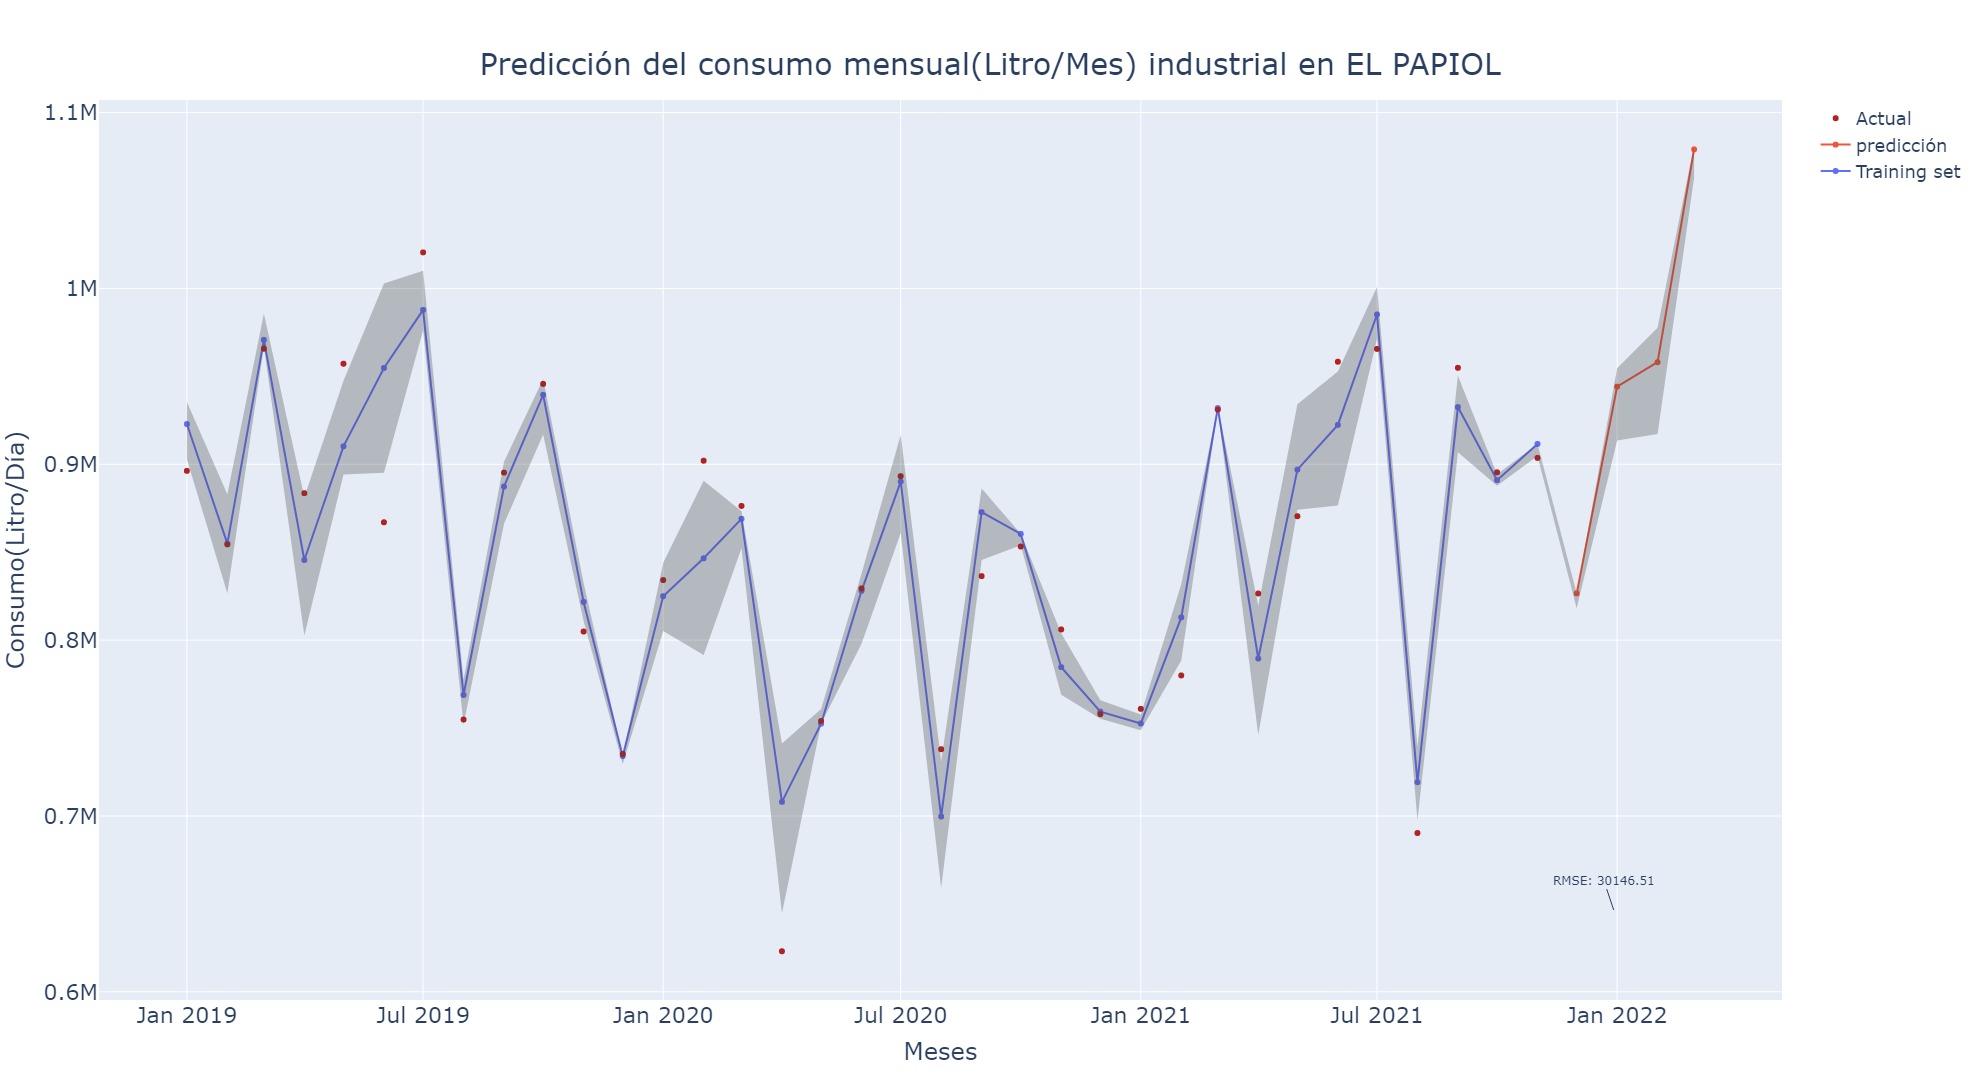 Predicción del consumo mensual(Litro/Mes) industrial en EL PAPIOL
1.1M
1M
0.9M
0.8M
0.7M
0.6M
Consumo(Litro/Día)
Jan 2019
Jul 2019
Jan 2020
Jul 2020
Jan 2021
Jul 2021
Jan 2022
Meses
Actual
predicción
Training set
RMSE: 30146.51